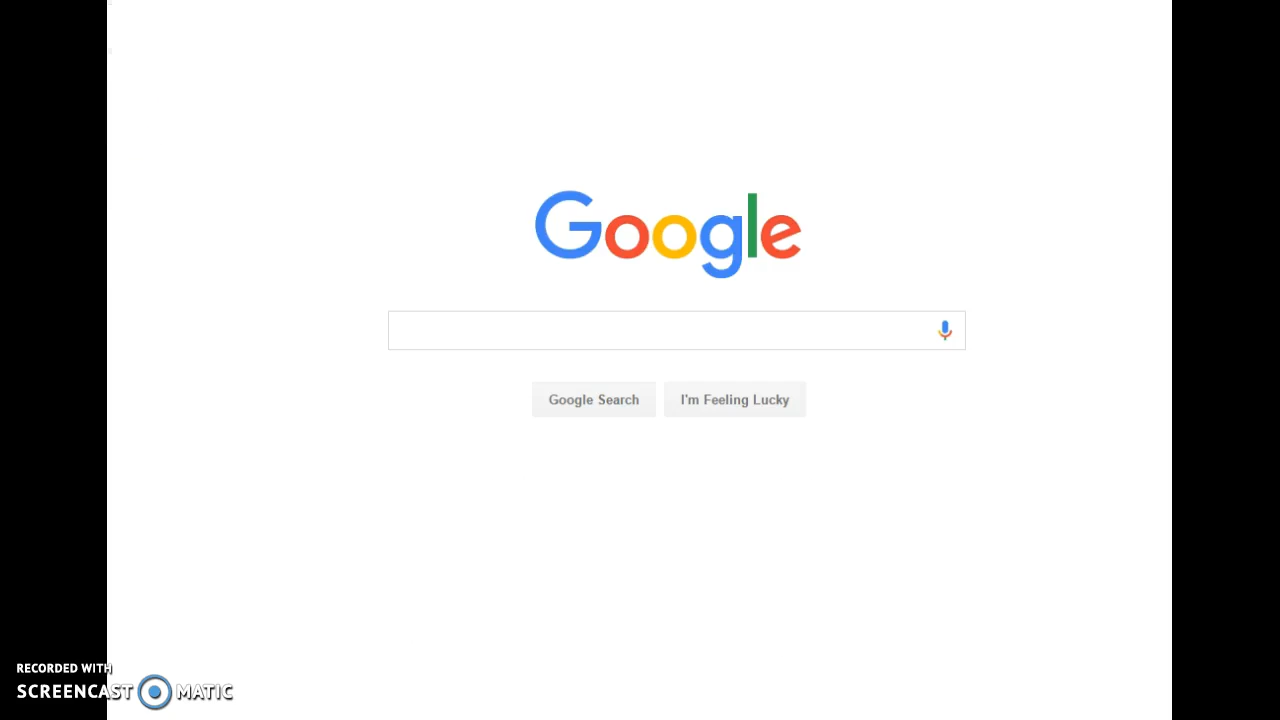 Google
Google Search
I'm Feeling Lucky
RECORDED WITH
SCREENCAST MATIC